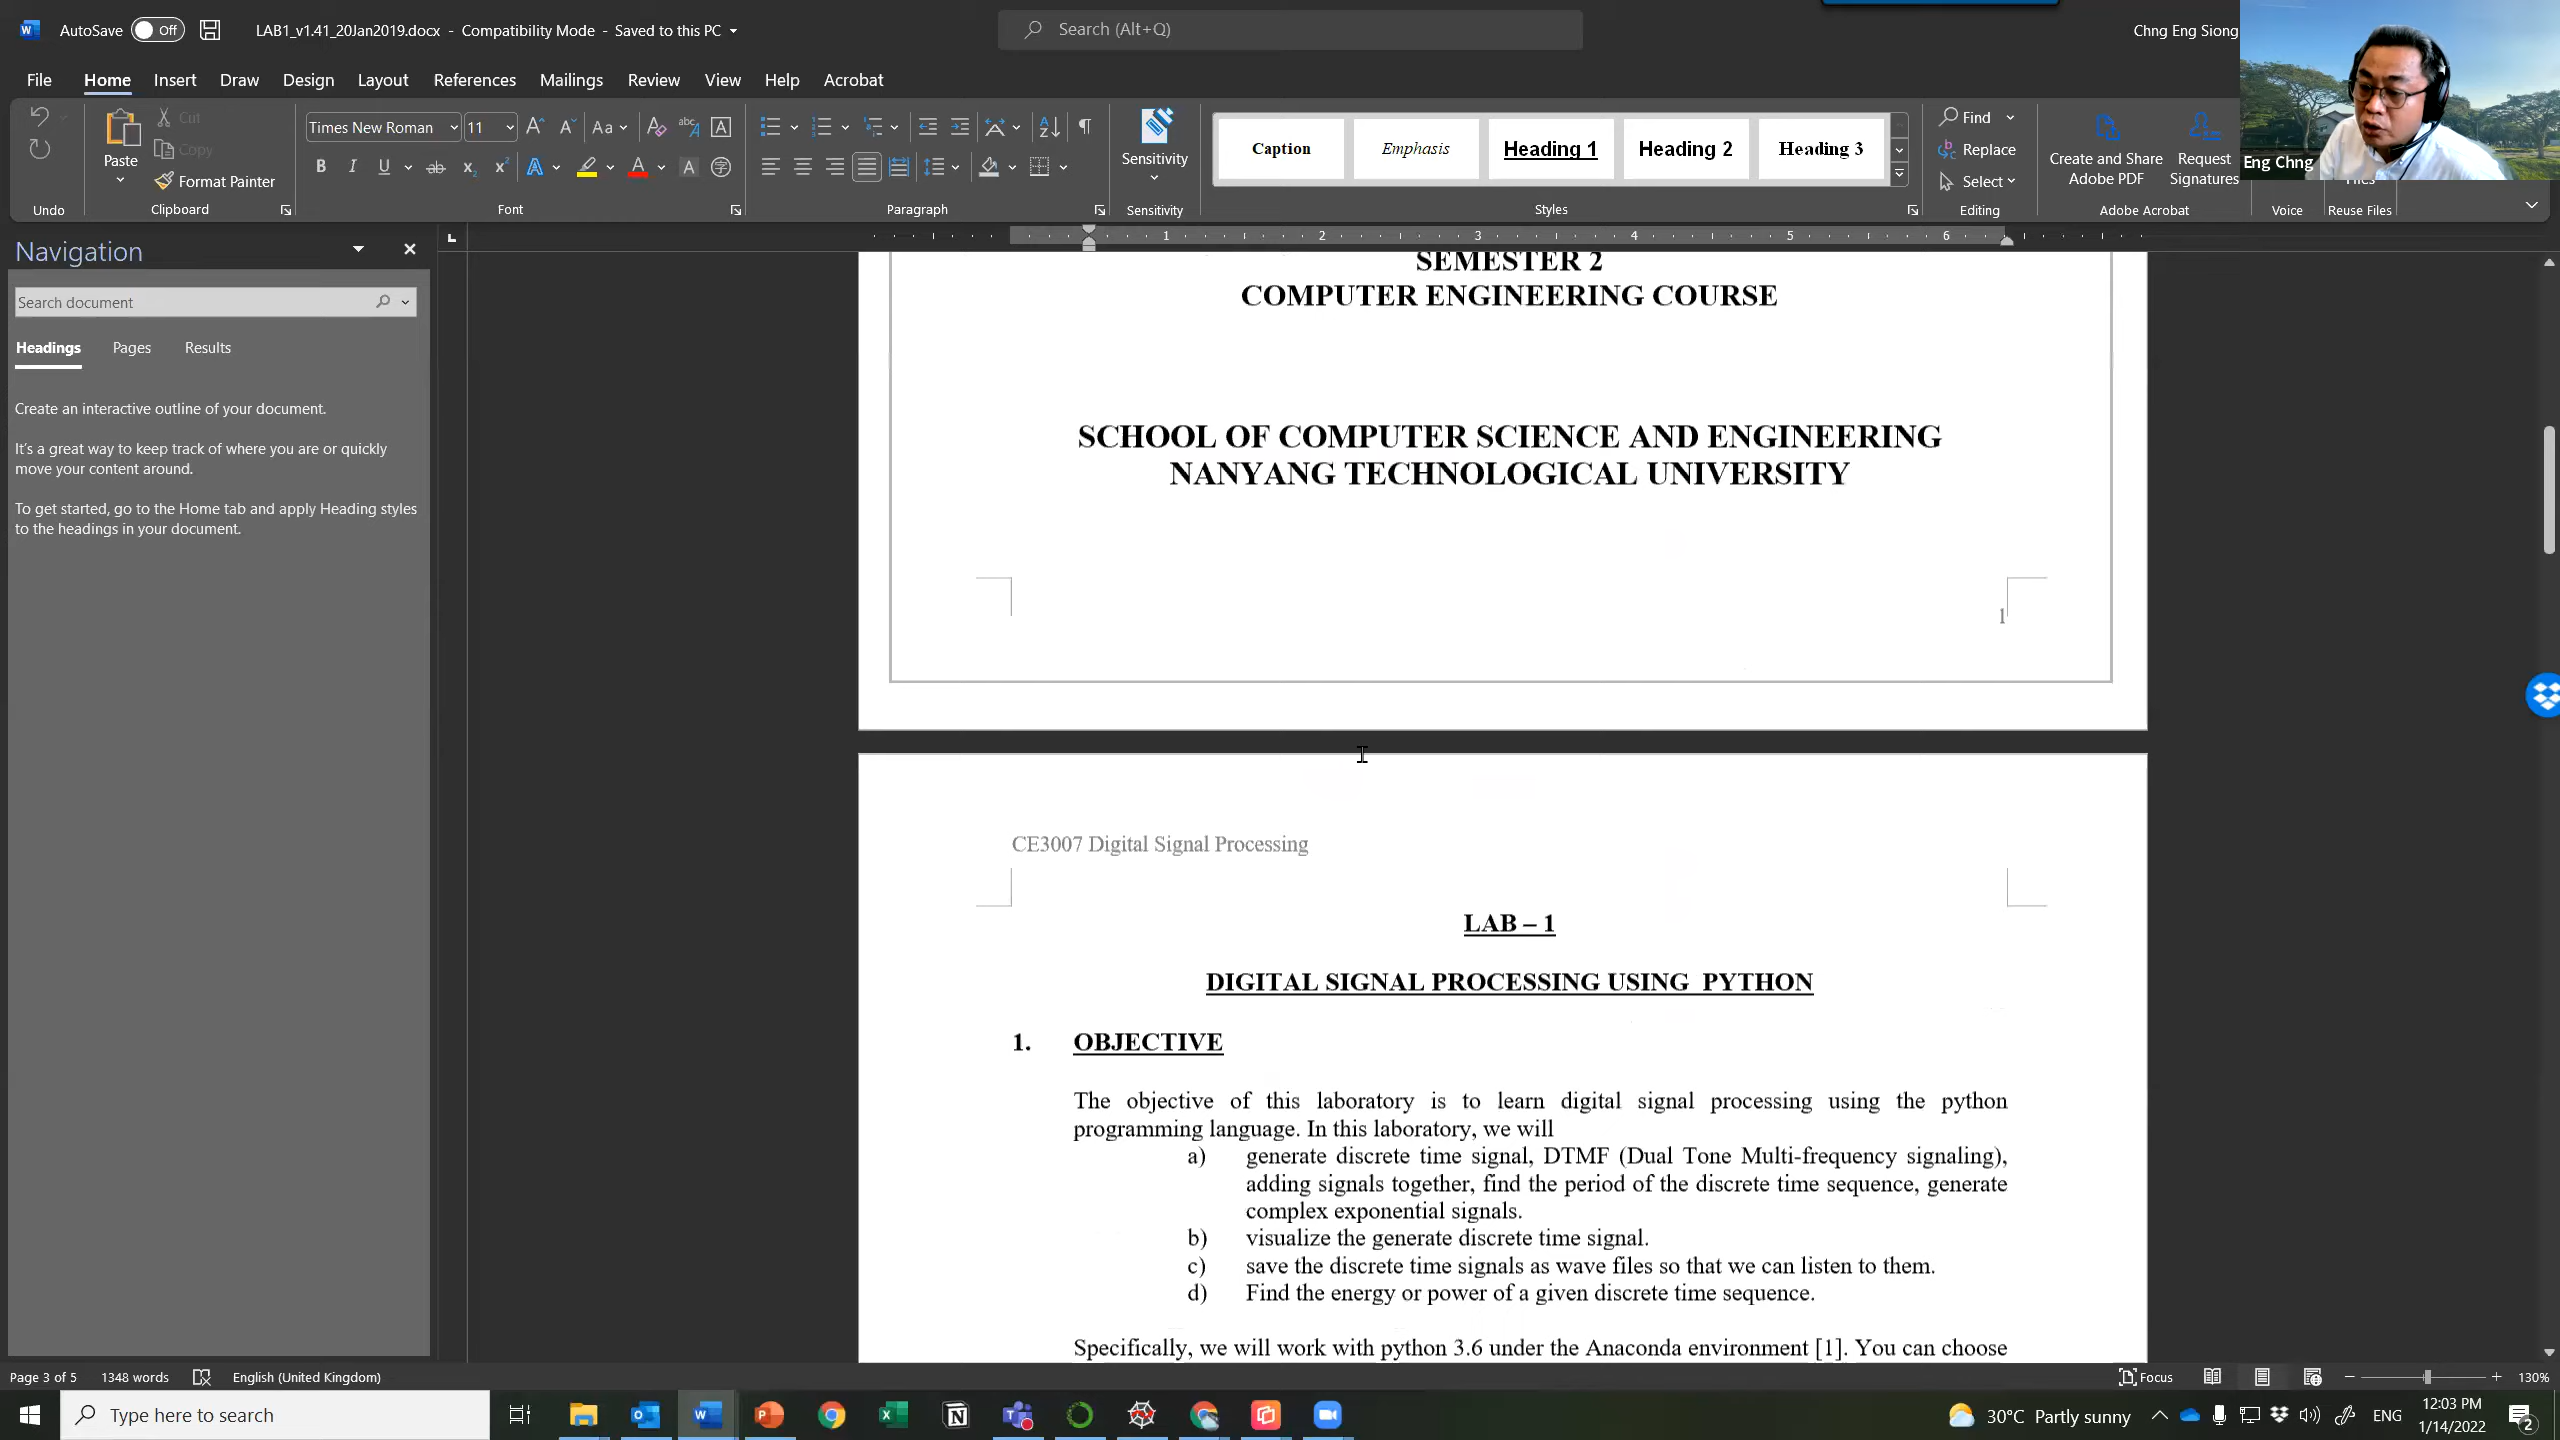 AutoSave Off LAB1_v1.41_20Jan2019.docx - Compatibility Mode - Saved to this PC Search (Alt+Q) Chng Eng Siong
File Home Insert Draw Design Layout References Mailings Review View Help Acrobat
Paste Cut Copy Format Painter
Times New Roman 11
Sensitivity
Caption Emphasis Heading 1 Heading 2 Heading 3
Find Replace Select
Create and Share Adobe PDF Request Signatures
Eng Chng
Undo Clipboard Font Paragraph Sensitivity Styles Editing Adobe Acrobat Voice Reuse Files
Navigation
Search document
Headings Pages Results
Create an interactive outline of your document.
It's a great way to keep track of where you are or quickly
move your content around.
To get started, go to the Home tab and apply Heading styles
to the headings in your document.
1 2 3 4 5 6
SEMESTER 2
COMPUTER ENGINEERING COURSE
SCHOOL OF COMPUTER SCIENCE AND ENGINEERING
NANYANG TECHNOLOGICAL UNIVERSITY
1
CE3007 Digital Signal Processing
LAB – 1
DIGITAL SIGNAL PROCESSING USING PYTHON
1. OBJECTIVE
The objective of this laboratory is to learn digital signal processing using the python
programming language. In this laboratory, we will
a) generate discrete time signal, DTMF (Dual Tone Multi-frequency signaling),
adding signals together, find the period of the discrete time sequence, generate
complex exponential signals.
b) visualize the generate discrete time signal.
c) save the discrete time signals as wave files so that we can listen to them.
d) Find the energy or power of a given discrete time sequence.
Specifically, we will work with python 3.6 under the Anaconda environment [1]. You can choose
Page 3 of 5 1348 words English (United Kingdom) Focus 130%
Type here to search 30°C Partly sunny ENG 12:03 PM
1/14/2022 2